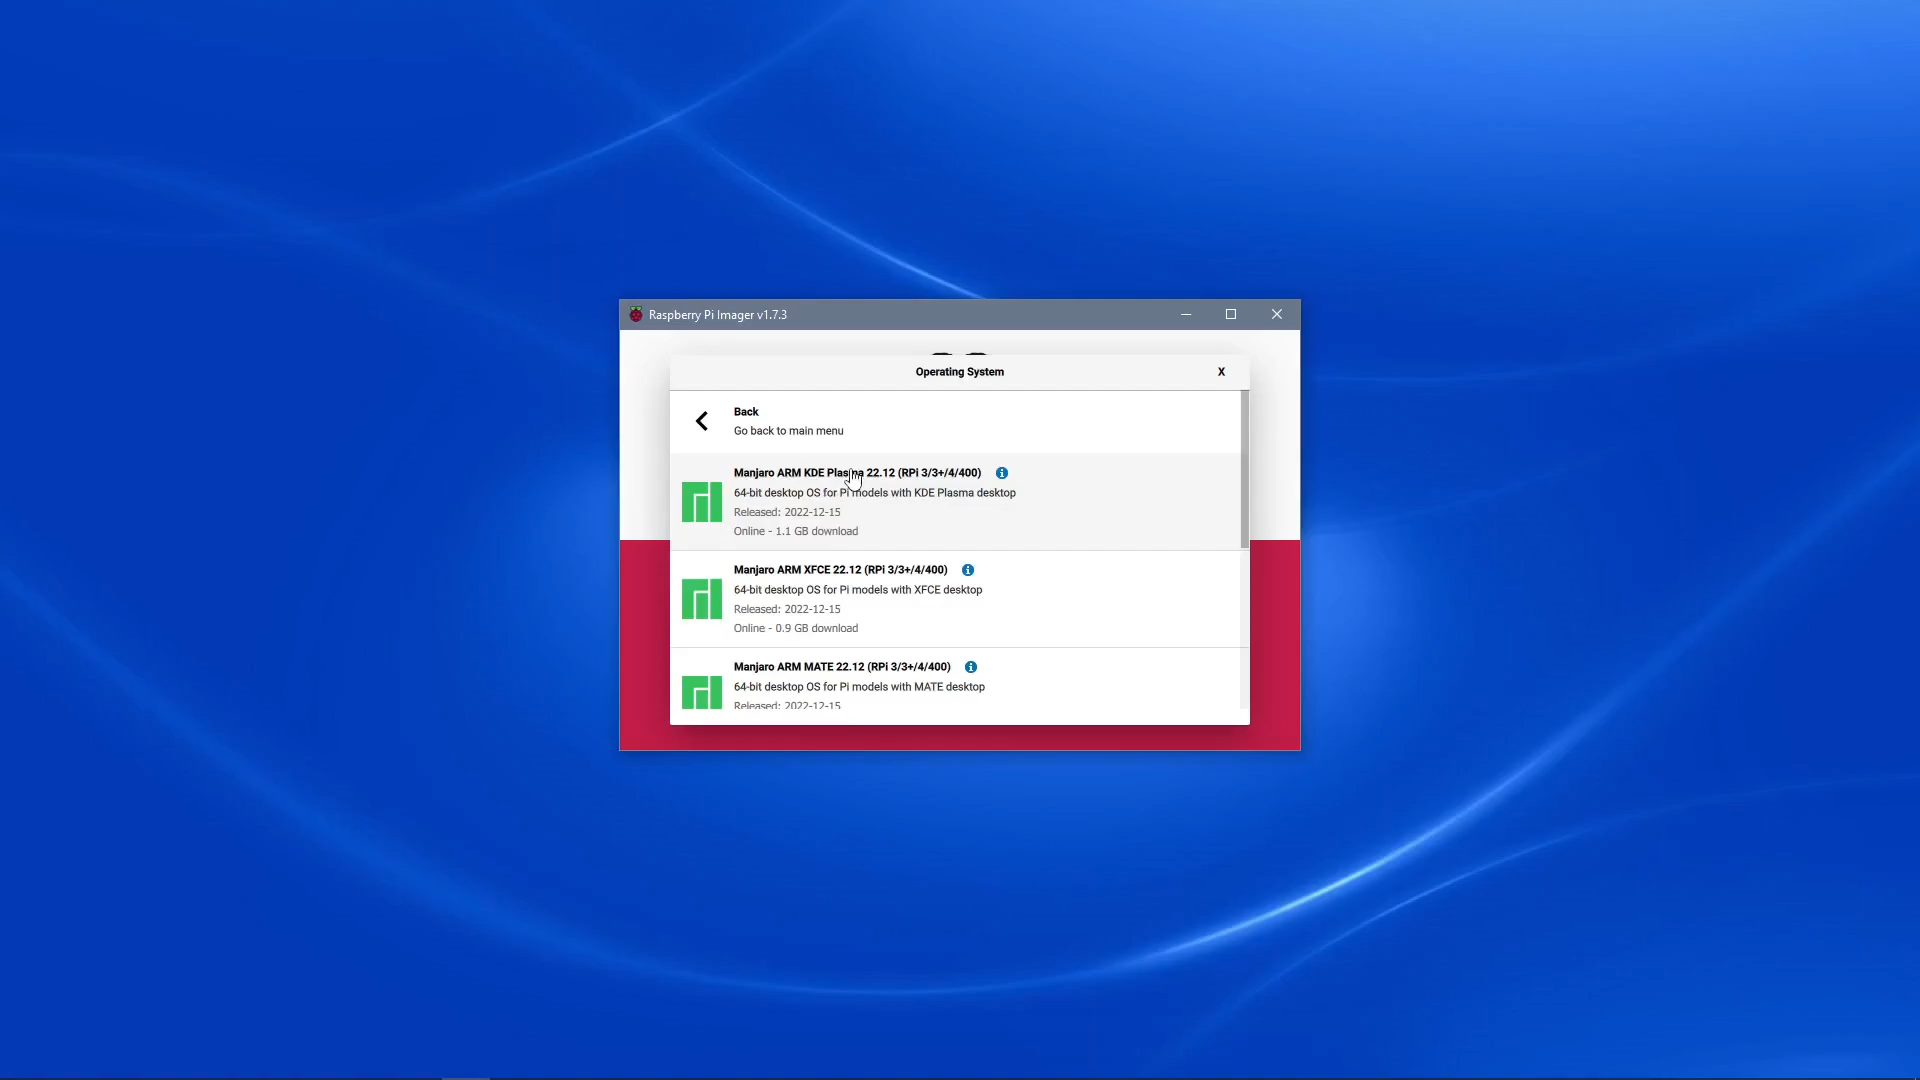 Raspberry Pi Imager v1.7.3
Operating System
X
Back
Go back to main menu
Manjaro ARM KDE Plasma 22.12 (RPi 3/3+/4/400)
64-bit desktop OS for Pi models with KDE Plasma desktop
Released: 2022-12-15
Online - 1.1 GB download
Manjaro ARM XFCE 22.12 (RPi 3/3+/4/400)
64-bit desktop OS for Pi models with XFCE desktop
Released: 2022-12-15
Online - 0.9 GB download
Manjaro ARM MATE 22.12 (RPi 3/3+/4/400)
64-bit desktop OS for Pi models with MATE desktop
Released: 2022-12-15